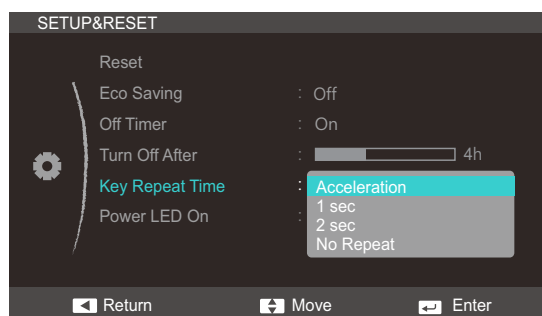 SETUP&RESET
Reset
Eco Saving : Off
Off Timer : On
Turn Off After : 4h
Key Repeat Time : Acceleration
1 sec
Power LED On : 2 sec
No Repeat
Return Move Enter